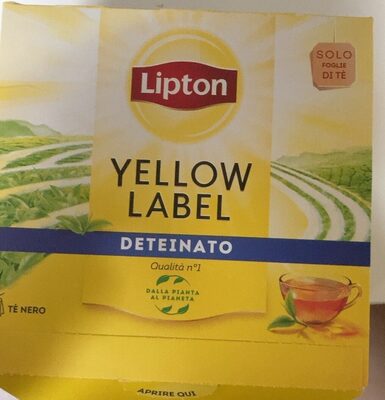 Lipton
SOLO
FOGLIE
DI TÈ
YELLOW
LABEL
DETEINATO
Qualità n°1
DALLA PIANTA
AL PIANETA
TÈ NERO
APRIRE QUI